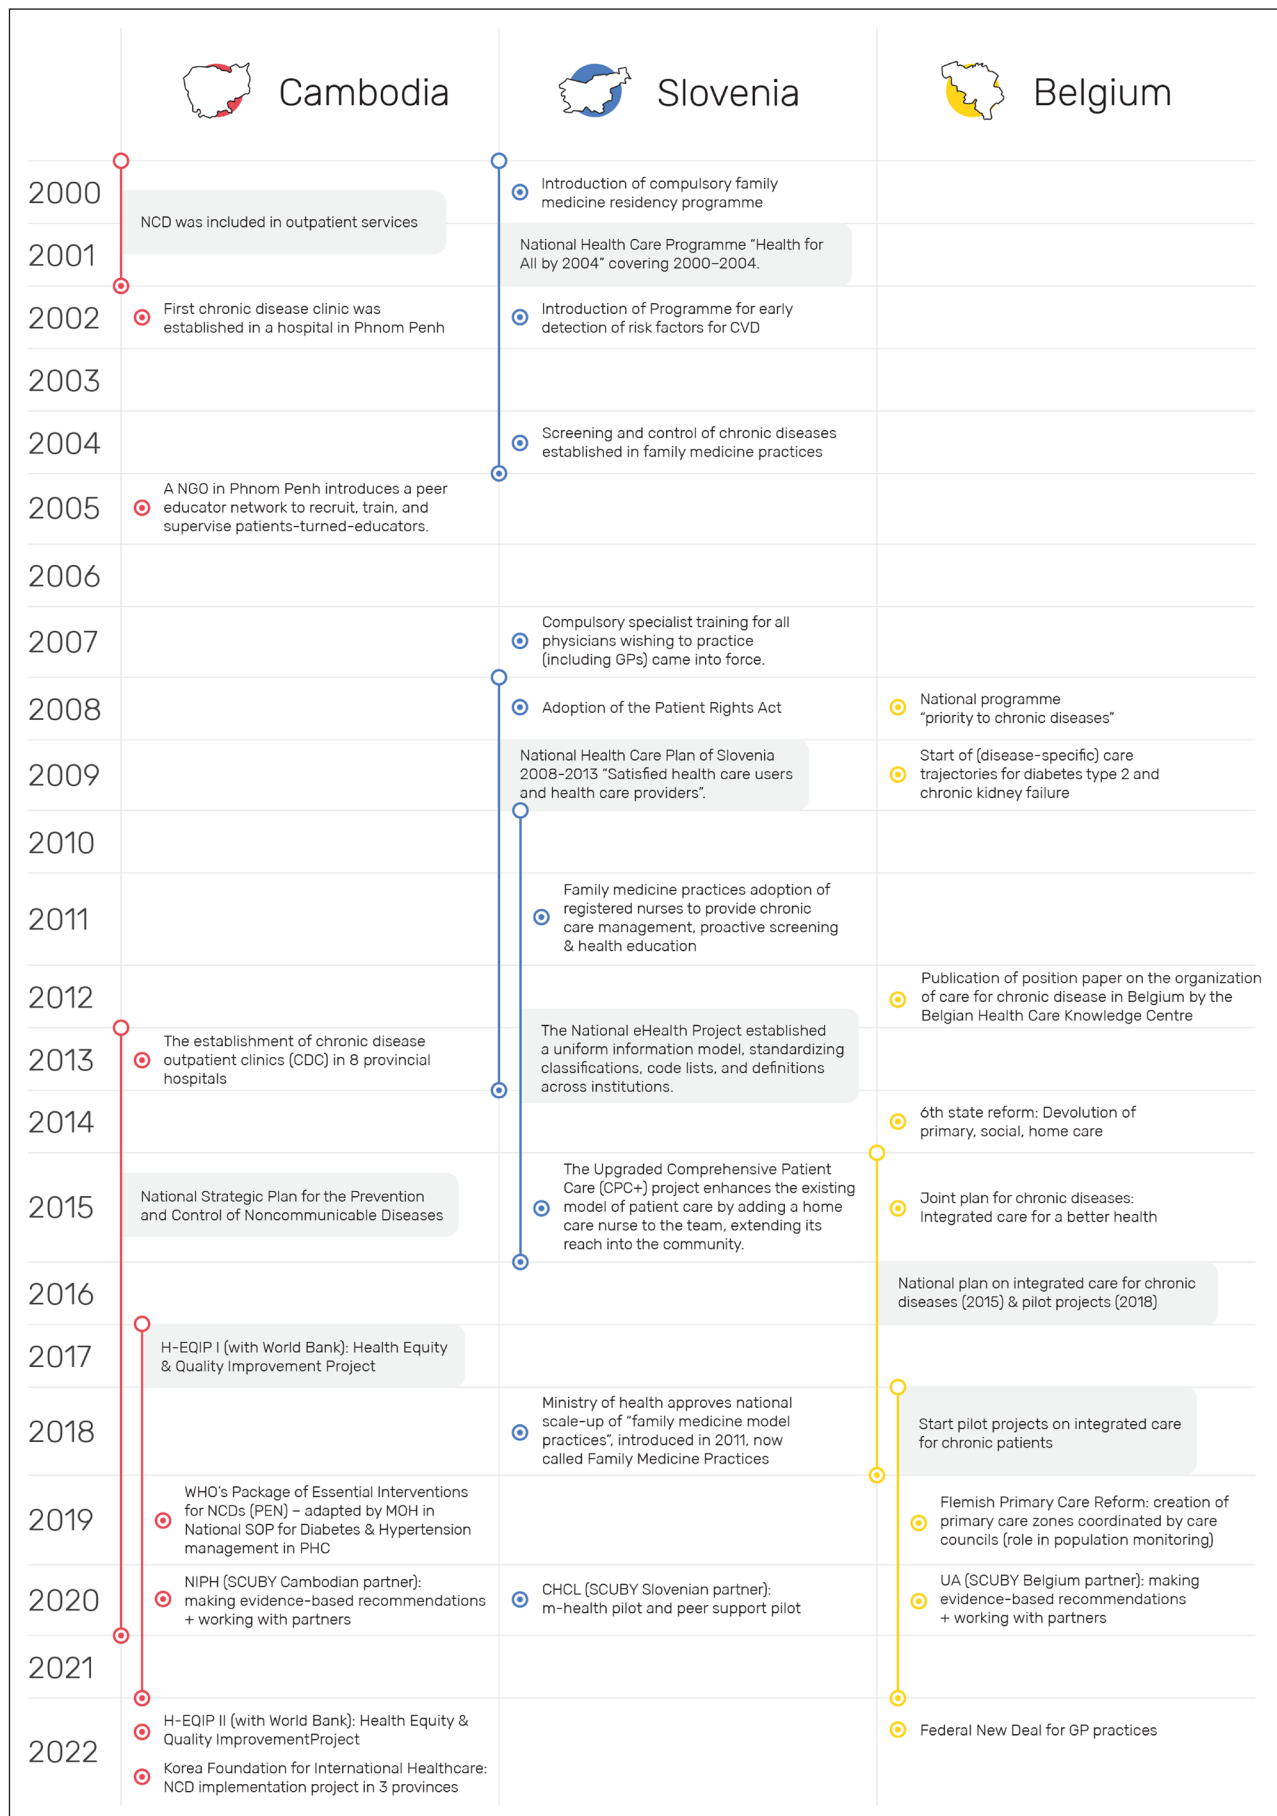 Cambodia
Slovenia
Belgium
2000
NCD was included in outpatient services
Introduction of compulsory family
medicine residency programme
2001
National Health Care Programme “Health for
All by 2004” covering 2000–2004.
2002
First chronic disease clinic was
established in a hospital in Phnom Penh
Introduction of Programme for early
detection of risk factors for CVD
2003
2004
Screening and control of chronic diseases
established in family medicine practices
2005
A NGO in Phnom Penh introduces a peer
educator network to recruit, train, and
supervise patients-turned-educators.
2006
2007
Compulsory specialist training for all
physicians wishing to practice
(including GPs) came into force.
2008
Adoption of the Patient Rights Act
National programme
“priority to chronic diseases”
2009
National Health Care Plan of Slovenia
2008-2013 “Satisfied health care users
and health care providers”.
Start of (disease-specific) care
trajectories for diabetes type 2 and
chronic kidney failure
2010
2011
Family medicine practices adoption of
registered nurses to provide chronic
care management, proactive screening
& health education
2012
Publication of position paper on the organization
of care for chronic disease in Belgium by the
Belgian Health Care Knowledge Centre
2013
The establishment of chronic disease
outpatient clinics (CDC) in 8 provincial
hospitals
The National eHealth Project established
a uniform information model, standardizing
classifications, code lists, and definitions
across institutions.
2014
6th state reform: Devolution of
primary, social, home care
2015
National Strategic Plan for the Prevention
and Control of Noncommunicable Diseases
The Upgraded Comprehensive Patient
Care (CPC+) project enhances the existing
model of patient care by adding a home
care nurse to the team, extending its
reach into the community.
Joint plan for chronic diseases:
Integrated care for a better health
2016
National plan on integrated care for chronic
diseases (2015) & pilot projects (2018)
2017
H-EQIP I (with World Bank): Health Equity
& Quality Improvement Project
2018
Ministry of health approves national
scale-up of “family medicine model
practices”, introduced in 2011, now
called Family Medicine Practices
Start pilot projects on integrated care
for chronic patients
2019
WHO’s Package of Essential Interventions
for NCDs (PEN) – adapted by MOH in
National SOP for Diabetes & Hypertension
management in PHC
Flemish Primary Care Reform: creation of
primary care zones coordinated by care
councils (role in population monitoring)
2020
NIPH (SCUBY Cambodian partner):
making evidence-based recommendations
+ working with partners
CHCL (SCUBY Slovenian partner):
m-health pilot and peer support pilot
UA (SCUBY Belgium partner): making
evidence-based recommendations
+ working with partners
2021
2022
H-EQIP II (with World Bank): Health Equity &
Quality ImprovementProject
Korea Foundation for International Healthcare:
NCD implementation project in 3 provinces
Federal New Deal for GP practices